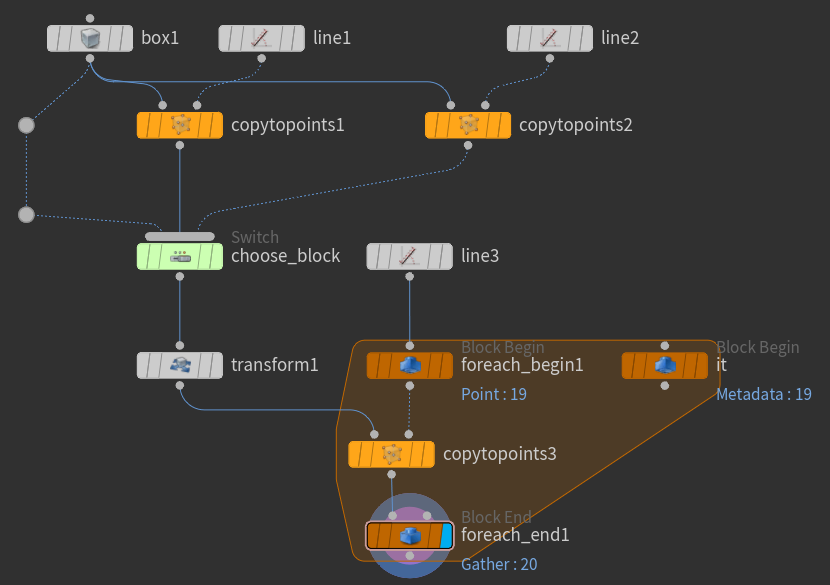 box1
line1
line2
copytopoints1
copytopoints2
Switch
choose_block
line3
Block Begin
foreach_begin1
Point : 19
Block Begin
it
Metadata : 19
transform1
copytopoints3
Block End
foreach_end1
Gather : 20